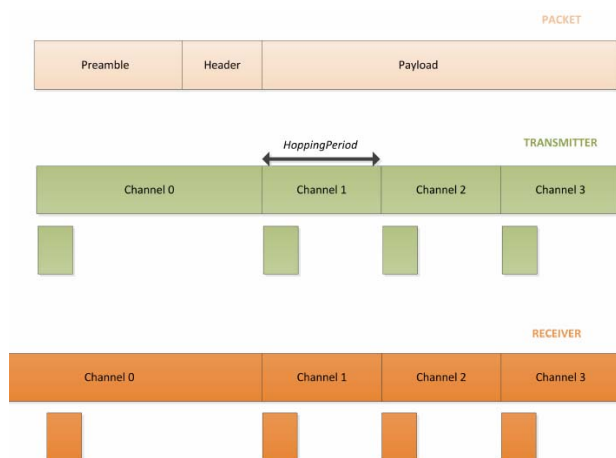 PACKET
Preamble Header Payload
HoppingPeriod
TRANSMITTER
Channel 0 Channel 1 Channel 2 Channel 3
RECEIVER
Channel 0 Channel 1 Channel 2 Channel 3